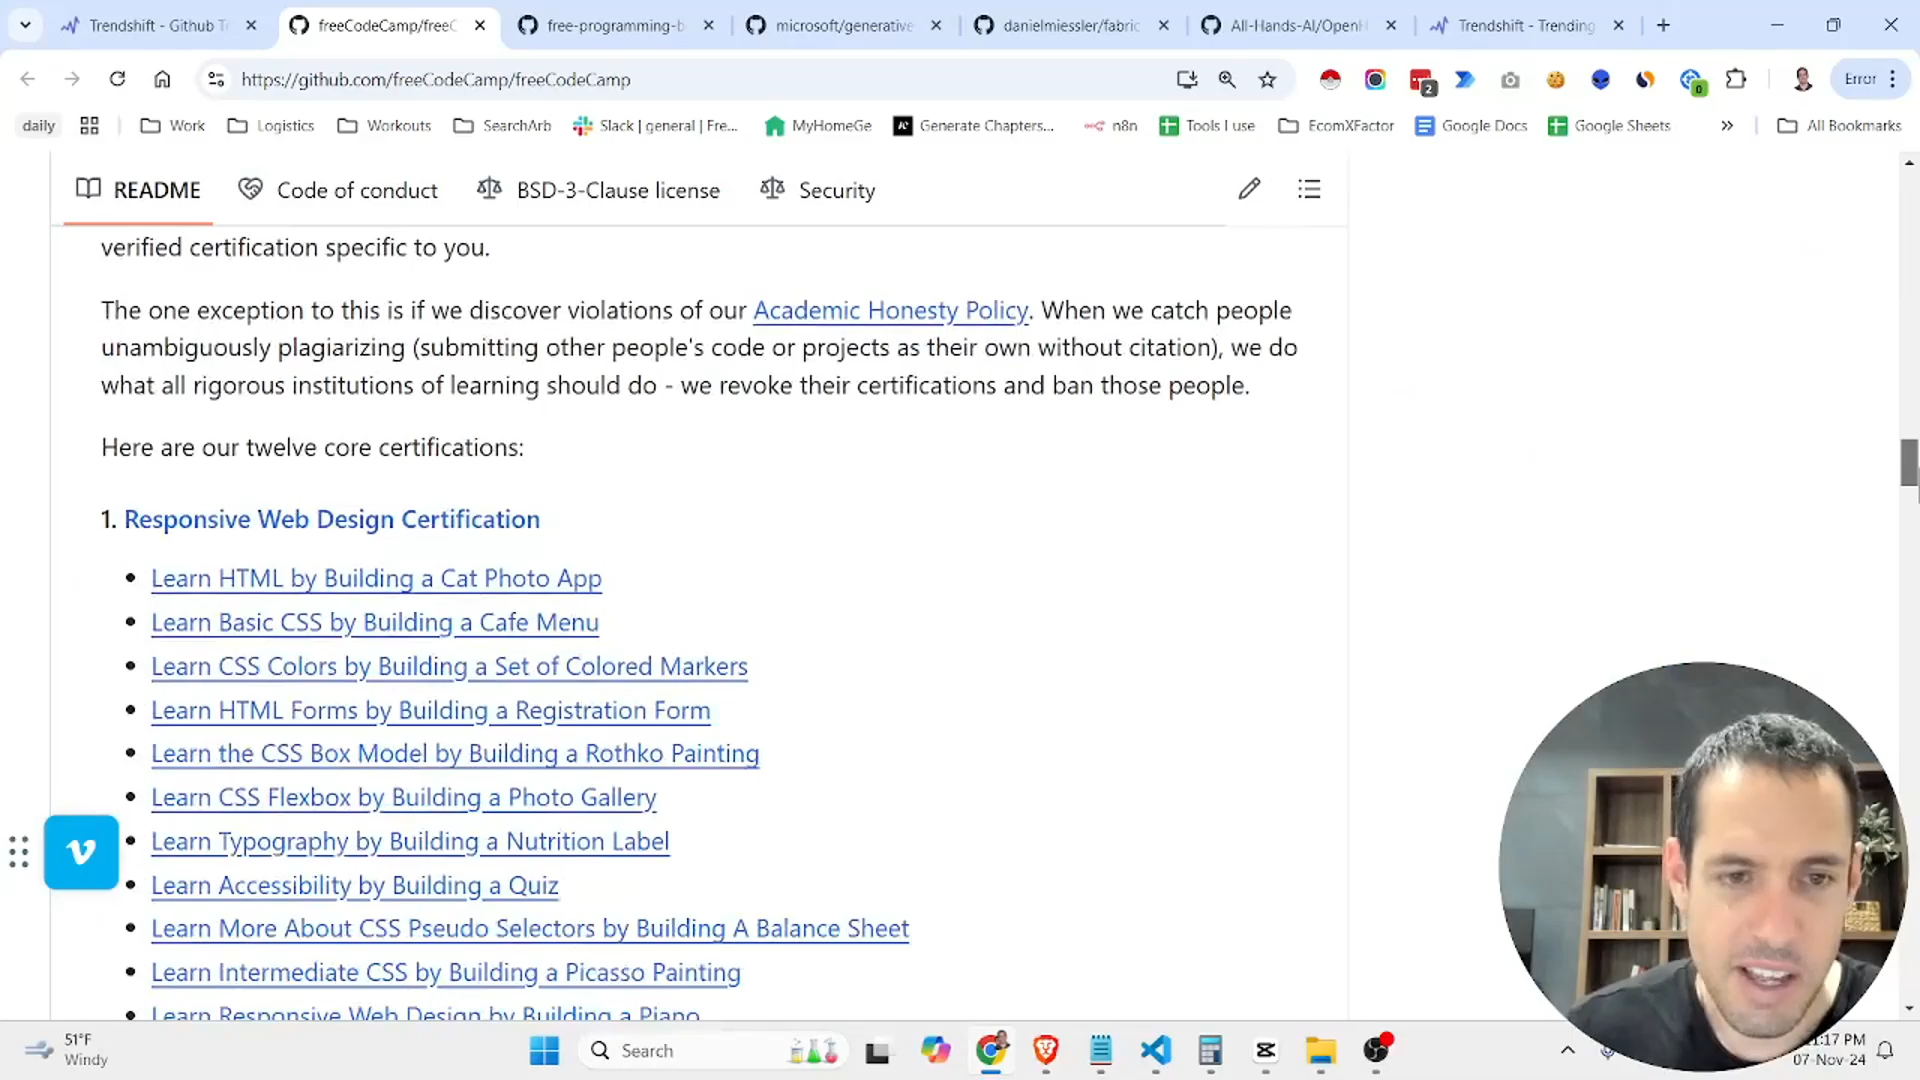 Trendshift - Github T
freeCodeCamp/freeC
free-programming-b
microsoft/generative
danielmiessler/fabric
All-Hands-AI/OpenH
Trendshift - Trending
https://github.com/freeCodeCamp/freeCodeCamp
2
0
Error
daily
Work
Logistics
Workouts
SearchArb
Slack | general | Fre...
MyHomeGe
Generate Chapters...
n8n
Tools I use
EcomXFactor
Google Docs
Google Sheets
All Bookmarks
README
Code of conduct
BSD-3-Clause license
Security
verified certification specific to you.
The one exception to this is if we discover violations of our Academic Honesty Policy. When we catch people
unambiguously plagiarizing (submitting other people's code or projects as their own without citation), we do
what all rigorous institutions of learning should do - we revoke their certifications and ban those people.
Here are our twelve core certifications:
1. Responsive Web Design Certification
Learn HTML by Building a Cat Photo App
Learn Basic CSS by Building a Cafe Menu
Learn CSS Colors by Building a Set of Colored Markers
Learn HTML Forms by Building a Registration Form
Learn the CSS Box Model by Building a Rothko Painting
Learn CSS Flexbox by Building a Photo Gallery
Learn Typography by Building a Nutrition Label
Learn Accessibility by Building a Quiz
Learn More About CSS Pseudo Selectors by Building A Balance Sheet
Learn Intermediate CSS by Building a Picasso Painting
Learn Responsive Web Design by Building a Piano
51°F
Windy
Search
:17 PM
07-Nov-24